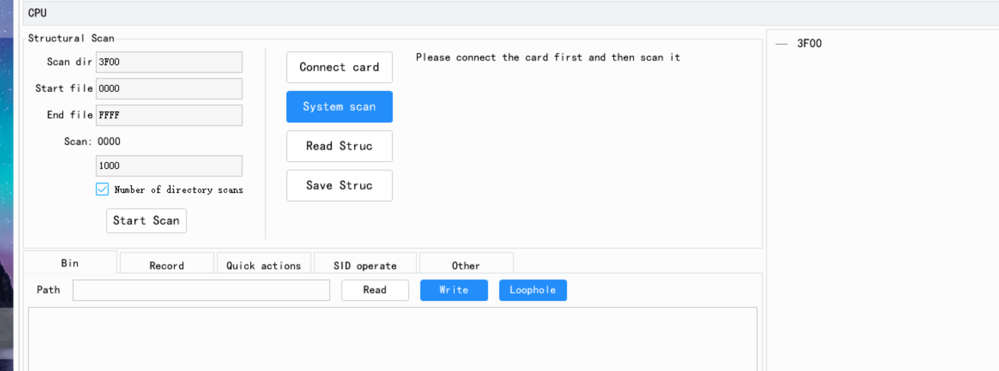 CPU
Structural Scan
Scan dir 3F00
Start file 0000
End file FFFF
Scan: 0000
1000
Number of directory scans
Start Scan
Connect card
System scan
Read Struc
Save Struc
Please connect the card first and then scan it
3F00
Bin Record Quick actions SID operate Other
Path Read Write Loophole